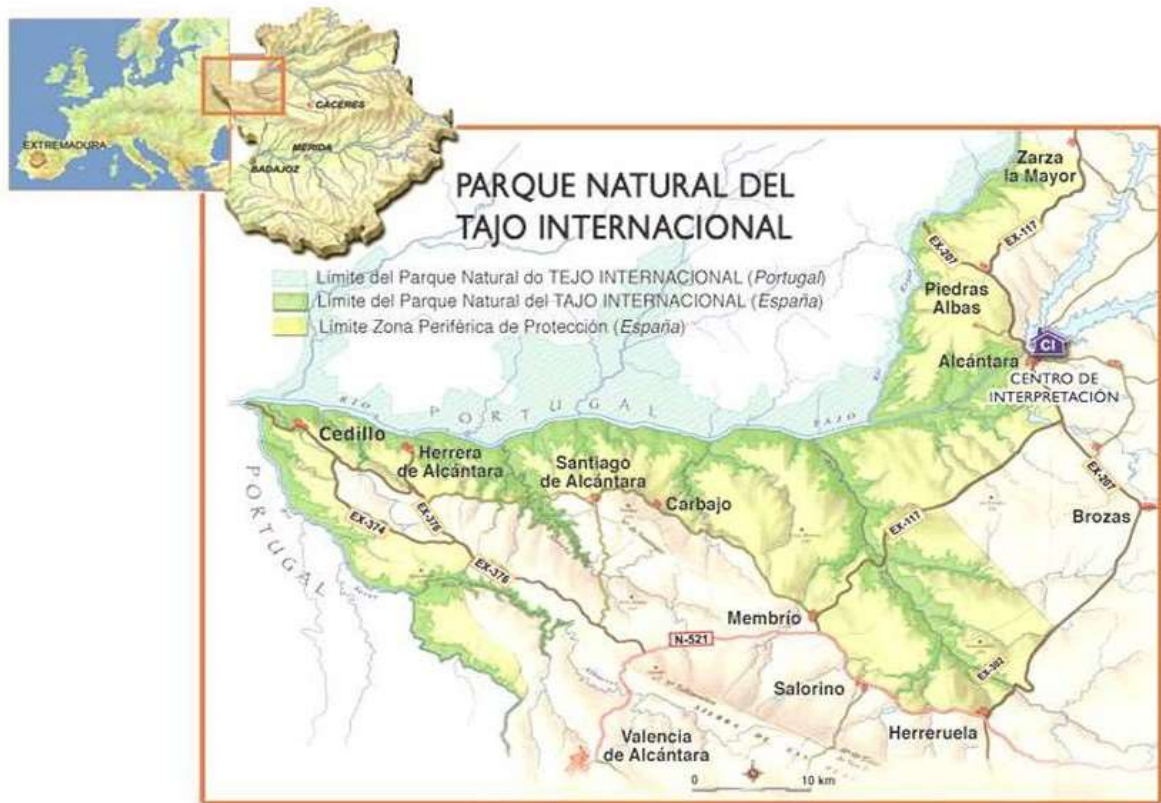 EXTREMADURA
CÁCERES
MÉRIDA
BADAJOZ
PARQUE NATURAL DEL
TAJO INTERNACIONAL
Límite del Parque Natural do TEJO INTERNACIONAL (Portugal)
Límite del Parque Natural del TAJO INTERNACIONAL (España)
Límite Zona Periférica de Protección (España)
Zarza
la Mayor
EX-117
EX-207
Piedras
Albas
CI
Alcántara
CENTRO DE
INTERPRETACIÓN
RÍO
PORTUGAL
TAJO
Cedillo
Herrera
de Alcántara
Santiago
de Alcántara
Carbajo
PORTUGAL
EX-374
EX-376
EX-376
EX-117
EX-207
Brozas
Membrío
N-521
EX-302
Salorino
Herreruela
SIERRA DE SAN
Valencia
de Alcántara
0 10 km